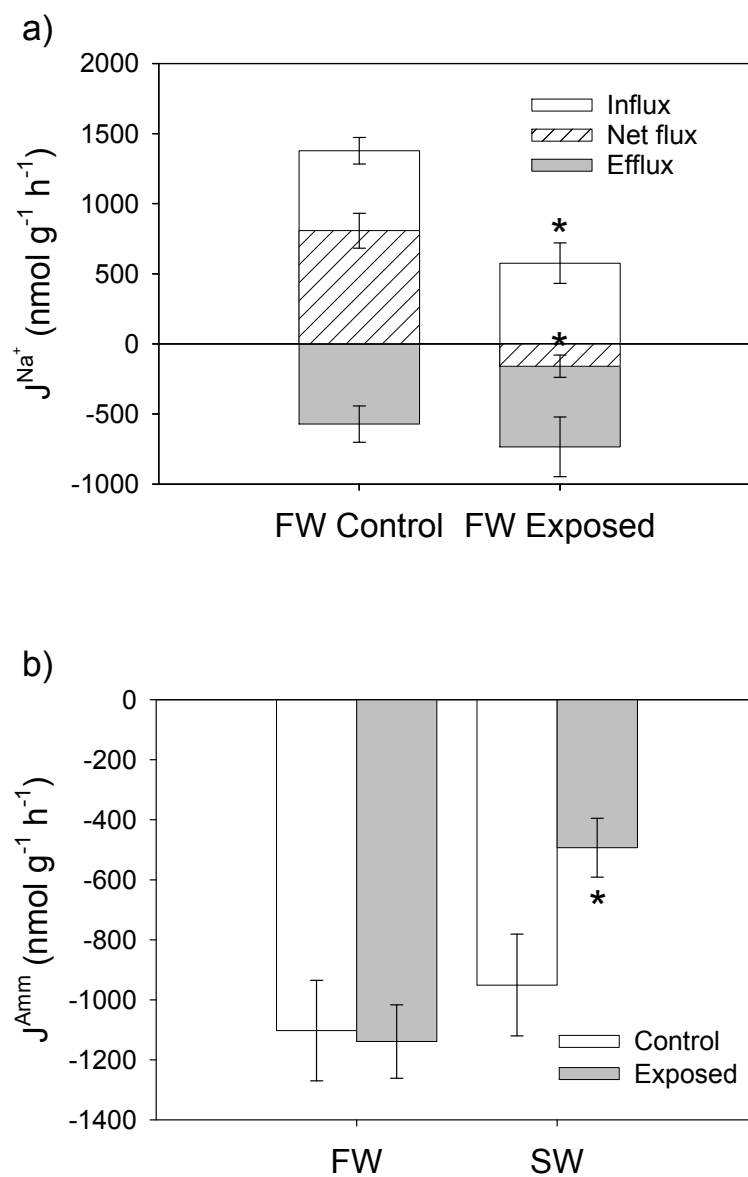 a)
2000
1500
1000
500
0
-500
-1000
J^Na+ (nmol g^-1 h^-1)
Influx
Net flux
Efflux
*
*
FW Control FW Exposed
b)
0
-200
-400
-600
-800
-1000
-1200
-1400
J^Amm (nmol g^-1 h^-1)
*
Control
Exposed
FW SW